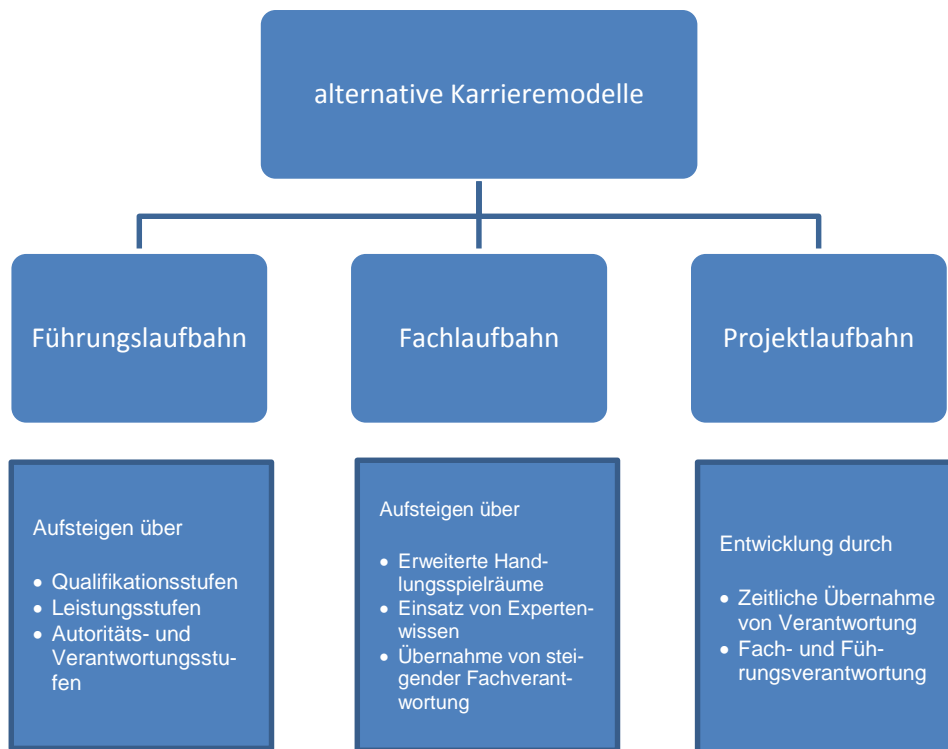 alternative Karrieremodelle
Führungslaufbahn
Fachlaufbahn
Projektlaufbahn
Aufsteigen über
• Qualifikationsstufen
• Leistungsstufen
• Autoritäts- und
Verantwortungsstu-
fen
Aufsteigen über
• Erweiterte Hand-
lungsspielräume
• Einsatz von Experten-
wissen
• Übernahme von stei-
gender Fachverant-
wortung
Entwicklung durch
• Zeitliche Übernahme
von Verantwortung
• Fach- und Füh-
rungsverantwortung